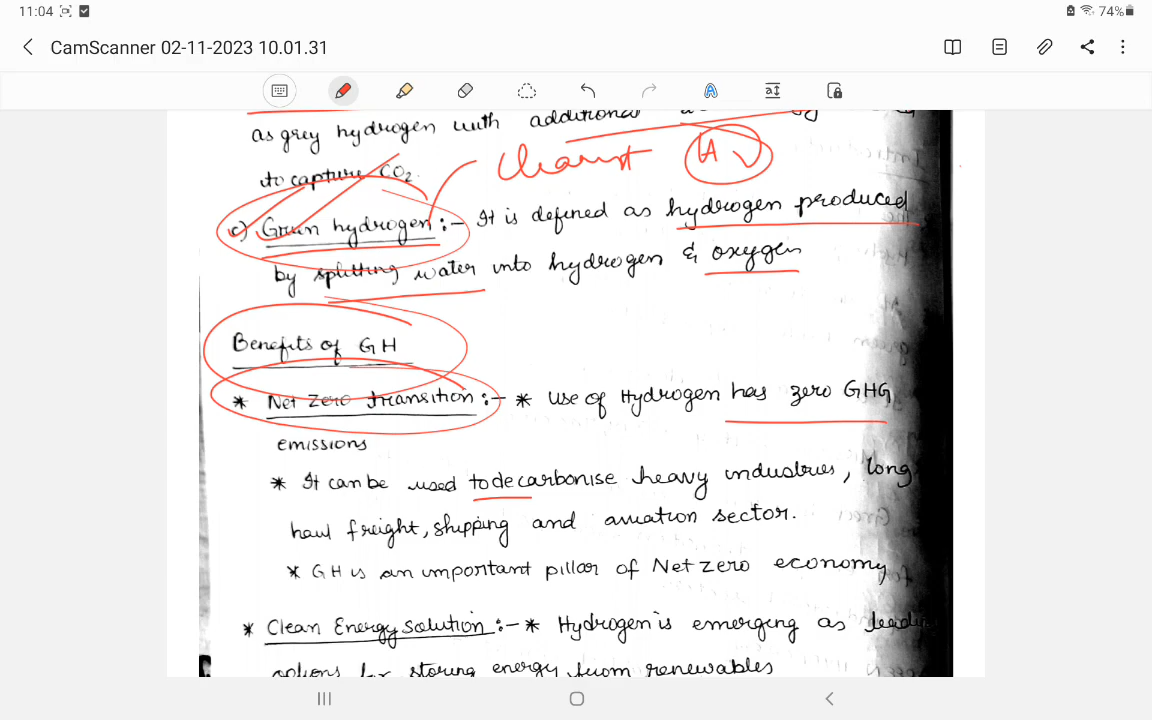 11:04
74%
CamScanner 02-11-2023 10.01.31
as grey hydrogen with additional
to capture CO₂.
A
c) Green hydrogen :- It is defined as hydrogen produced
by splitting water into hydrogen & oxygen
Benefits of GH
* Net Zero transition :- * use of Hydrogen has zero GHG
emissions
* It can be used to decarbonise heavy industries, long
haul freight, shipping and aviation sector.
* GH is an important pillar of Net zero economy
* Clean Energy solution :- * Hydrogen is emerging as
options for storing energy from renewables